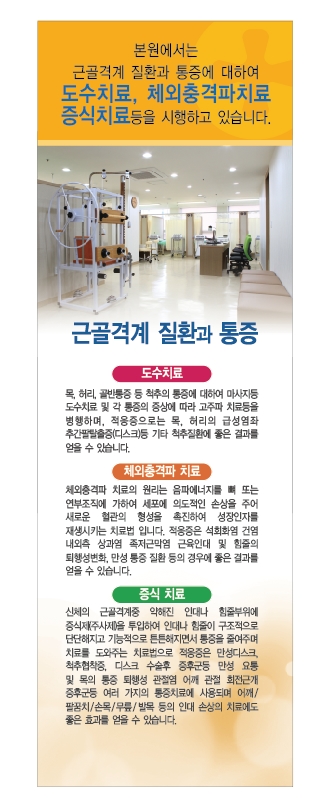 본원에서는
근골격계 질환과 통증에 대하여
도수치료, 체외충격파치료
증식치료등을 시행하고 있습니다.
근골격계 질환과 통증
도수치료
목, 허리, 골반통증 등 척추의 통증에 대하여 마사지등
도수치료 및 각 통증의 증상에 따라 고주파 치료등을
병행하며, 적응증으로는 목, 허리의 급성염좌
추간팔탈출증(디스크)등 기타 척추질환에 좋은 결과를
얻을 수 있습니다.
체외충격파 치료
체외충격파 치료의 원리는 음파에너지를 뼈 또는
연부조직에 가하여 세포에 의도적인 손상을 주어
새로운 혈관의 형성을 촉진하여 성장인자를
재생시키는 치료법 입니다. 적응증은 석회화염 건염
내외측 상과염 족저근막염 근육인대 및 힘줄의
퇴행성변화, 만성 통증 질환 등의 경우에 좋은 결과를
얻을 수 있습니다.
증식 치료
신체의 근골격계중 약해진 인대나 힘줄부위에
증식제(주사제)을 투입하여 인대나 힘줄이 구조적으로
단단해지고 기능적으로 튼튼해지면서 통증을 줄여주며
치료를 도와주는 치료법으로 적응증은 만성디스크,
척추협착증, 디스크 수술후 증후군등 만성 요통
및 목의 통증 퇴행성 관절염 어깨 관절 회전근개
증후군등 여러 가지의 통증치료에 사용되며 어깨/
팔꿈치/손목/무릎/발목 등의 인대 손상의 치료에도
좋은 효과를 얻을 수 있습니다.